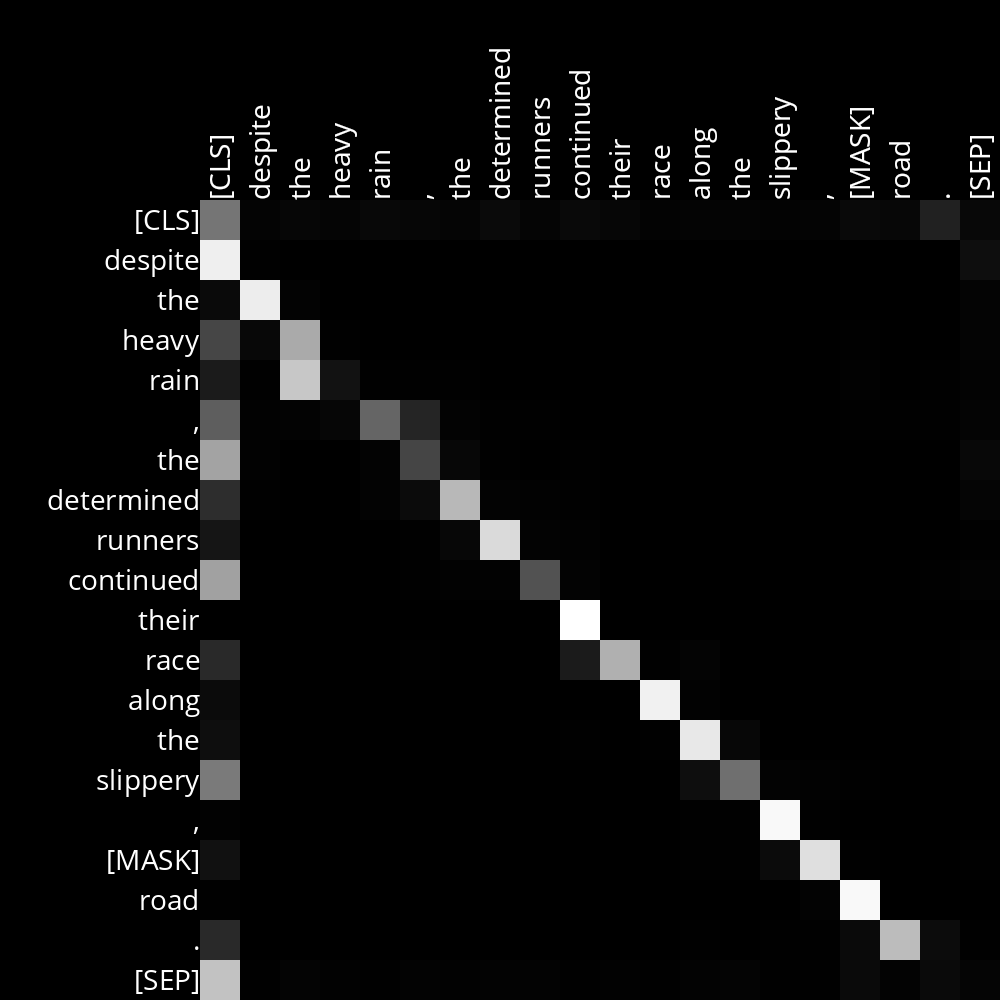 [CLS] despite the heavy rain , the determined runners continued their race along the slippery , [MASK] road . [SEP]
[CLS]
despite
the
heavy
rain
,
the
determined
runners
continued
their
race
along
the
slippery
,
[MASK]
road
.
[SEP]